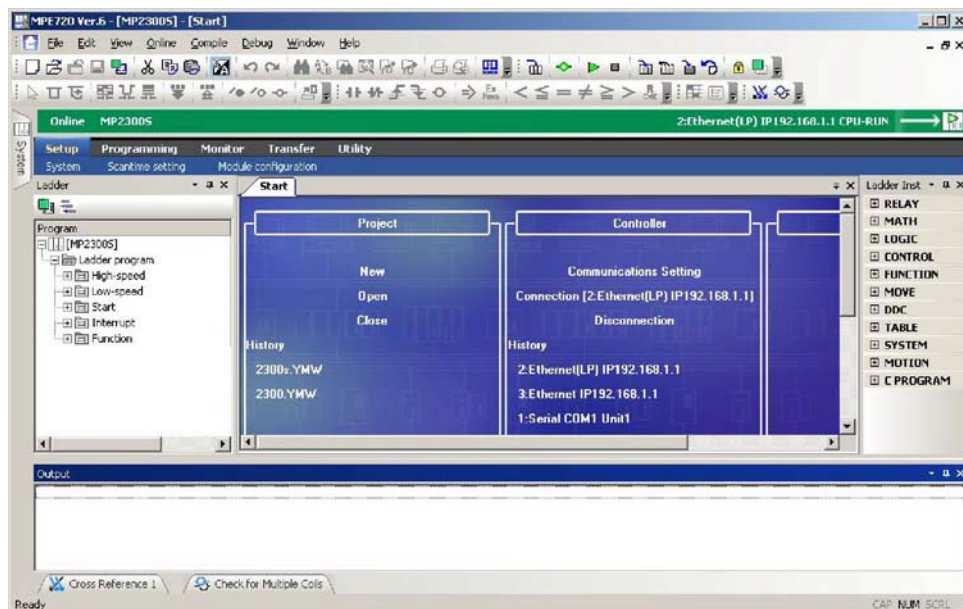 MPE720 Ver.6 - [MP2300S] - [Start]
File Edit View Online Compile Debug Window Help
Online MP2300S 2:Ethernet(LP) IP192.168.1.1 CPU-RUN
System
Setup Programming Monitor Transfer Utility
System Scantime setting Module configuration
Ladder
Program
[MP2300S]
Ladder program
High-speed
Low-speed
Start
Interrupt
Function
Start
Project
New
Open
Close
History
2300s.YMW
2300.YMW
Controller
Communications Setting
Connection [2:Ethernet(LP) IP192.168.1.1]
Disconnection
History
2:Ethernet(LP) IP192.168.1.1
3:Ethernet IP192.168.1.1
1:Serial COM1 Unit1
Ladder Inst
RELAY
MATH
LOGIC
CONTROL
FUNCTION
MOVE
DDC
TABLE
SYSTEM
MOTION
C PROGRAM
Output
Cross Reference 1 Check for Multiple Coils
Ready CAP NUM SCRL